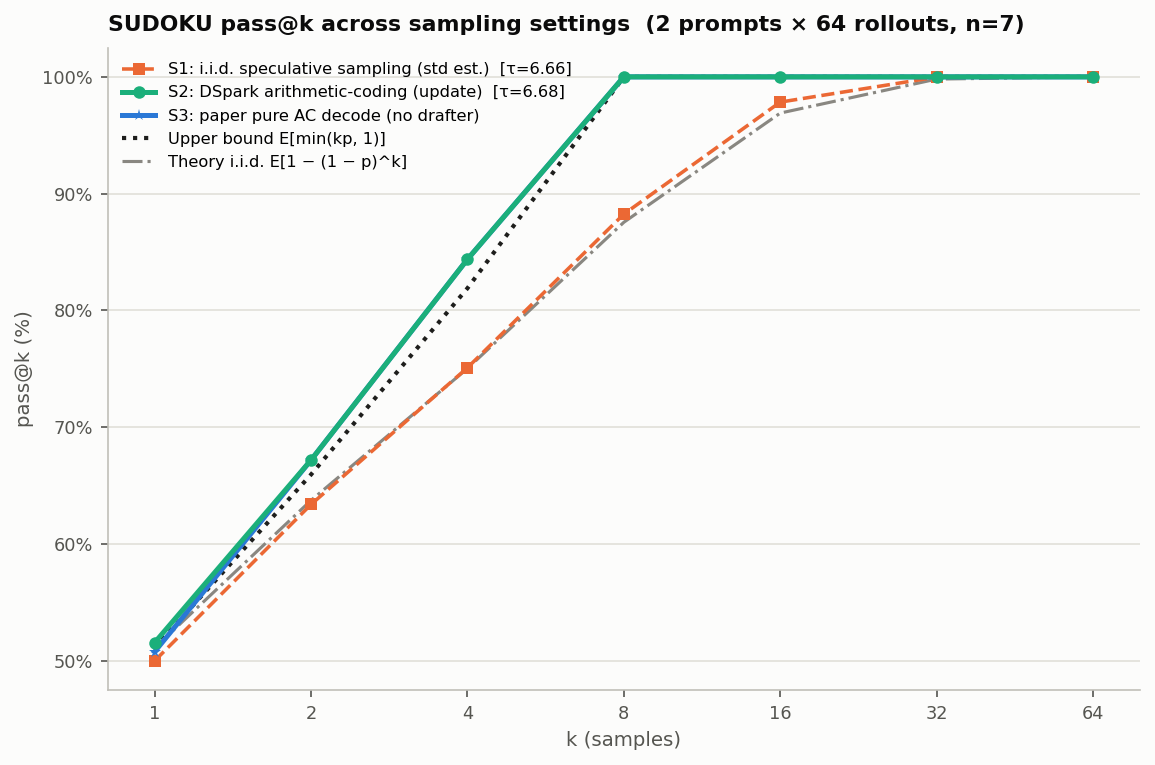 SUDOKU pass@k across sampling settings (2 prompts × 64 rollouts, n=7)
S1: i.i.d. speculative sampling (std est.) [τ=6.66]
S2: DSpark arithmetic-coding (update) [τ=6.68]
S3: paper pure AC decode (no drafter)
Upper bound E[min(kp, 1)]
Theory i.i.d. E[1 − (1 − p)^k]
100%
90%
80%
70%
60%
50%
pass@k (%)
1 2 4 8 16 32 64
k (samples)